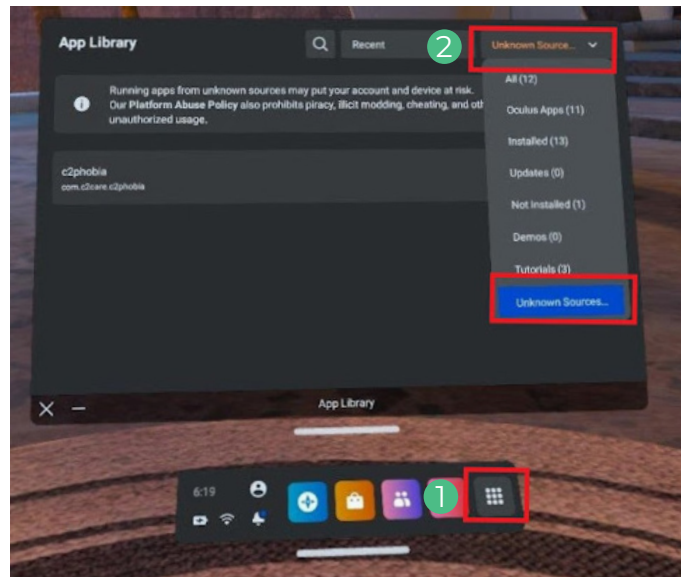 App Library
Recent
2
Unknown Source...
Running apps from unknown sources may put your account and device at risk.
Our Platform Abuse Policy also prohibits piracy, illicit modding, cheating, and oth
unauthorized usage.
c2phobia
com.c2care.c2phobia
All (12)
Oculus Apps (11)
Installed (13)
Updates (0)
Not Installed (1)
Demos (0)
Tutorials (3)
Unknown Sources...
App Library
6:19
1